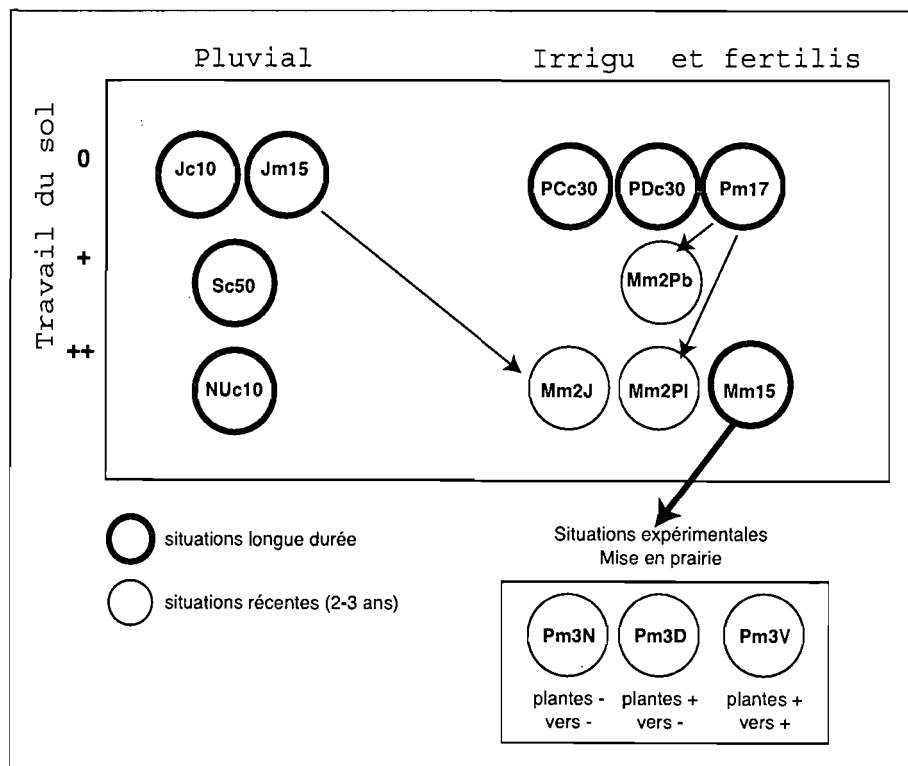 Pluvial Irrigu et fertilis
Travail du sol
0
Jc10 Jm15 PCc30 PDc30 Pm17
+
Sc50 Mm2Pb
++
NUc10 Mm2J Mm2Pl Mm15
situations longue durée
situations récentes (2-3 ans)
Situations expérimentales
Mise en prairie
Pm3N Pm3D Pm3V
plantes - plantes + plantes +
vers - vers - vers +